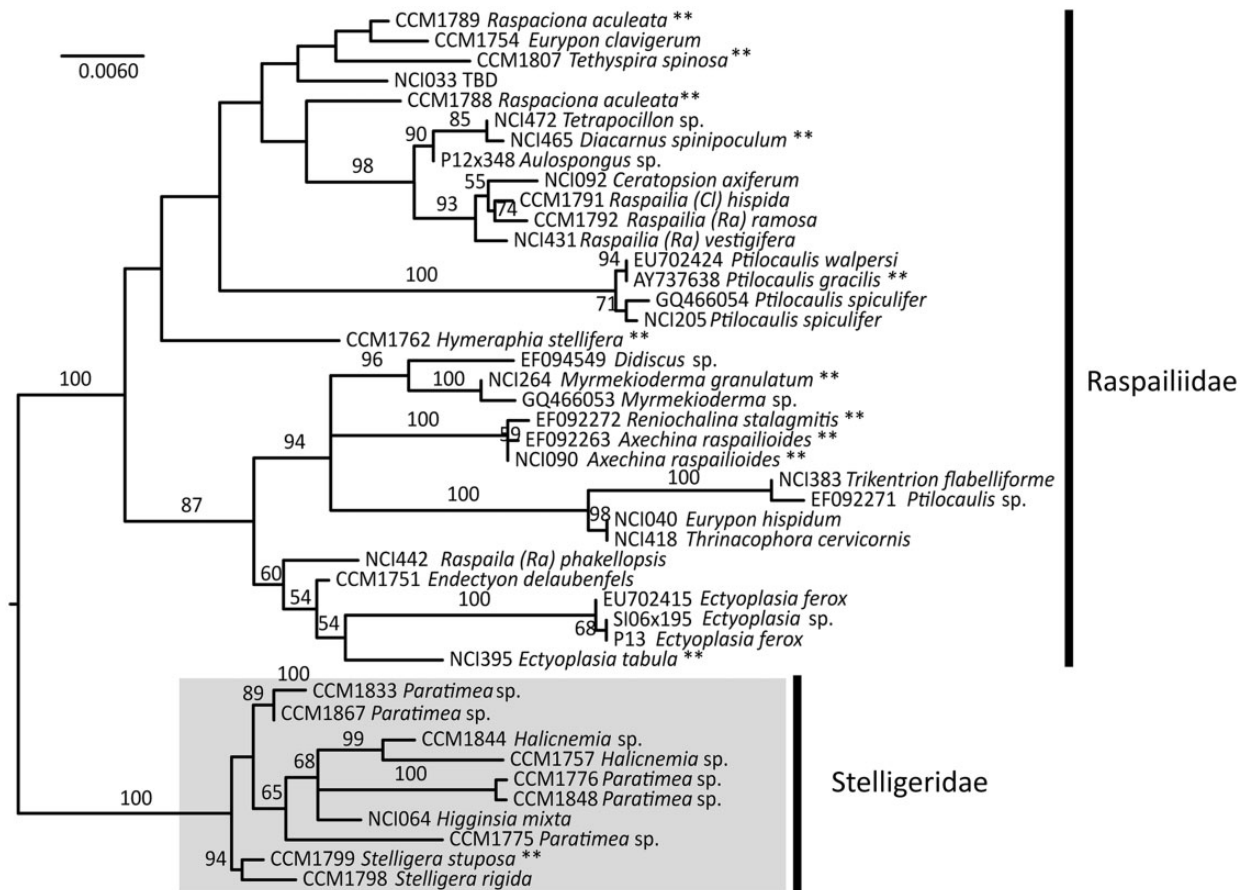 CCM1789 Raspaciona aculeata **
CCM1754 Eurypon clavigerum
0.0060
CCM1807 Tethyspira spinosa **
NCI033 TBD
CCM1788 Raspaciona aculeata**
85
NCI472 Tetrapocillon sp.
90
NCI465 Diacarnus spinipoculum **
P12x348 Aulospongus sp.
98
55
NCI092 Ceratopsion axiferum
CCM1791 Raspailia (Cl) hispida
93
74
CCM1792 Raspailia (Ra) ramosa
NCI431 Raspailia (Ra) vestigifera
94
EU702424 Ptilocaulis walpersi
100
AY737638 Ptilocaulis gracilis **
71
GQ466054 Ptilocaulis spiculifer
NCI205 Ptilocaulis spiculifer
CCM1762 Hymeraphia stellifera **
96
EF094549 Didiscus sp.
100
100
NCI264 Myrmekioderma granulatum **
Raspailiidae
GQ466053 Myrmekioderma sp.
100
EF092272 Reniochalina stalagmitis **
59
EF092263 Axechina raspailioides **
94
NCI090 Axechina raspailioides **
100
NCI383 Trikentrion flabelliforme
87
100
EF092271 Ptilocaulis sp.
98
NCI040 Eurypon hispidum
NCI418 Thrinacophora cervicornis
NCI442 Raspaila (Ra) phakellopsis
60
CCM1751 Endectyon delaubenfels
54
100
EU702415 Ectyoplasia ferox
54
SI06x195 Ectyoplasia sp.
68
P13 Ectyoplasia ferox
NCI395 Ectyoplasia tabula **
100
89
CCM1833 Paratimea sp.
CCM1867 Paratimea sp.
99
CCM1844 Halicnemia sp.
68
CCM1757 Halicnemia sp.
100
CCM1776 Paratimea sp.
Stelligeridae
65
CCM1848 Paratimea sp.
100
NCI064 Higginsia mixta
CCM1775 Paratimea sp.
94
CCM1799 Stelligera stuposa **
CCM1798 Stelligera rigida